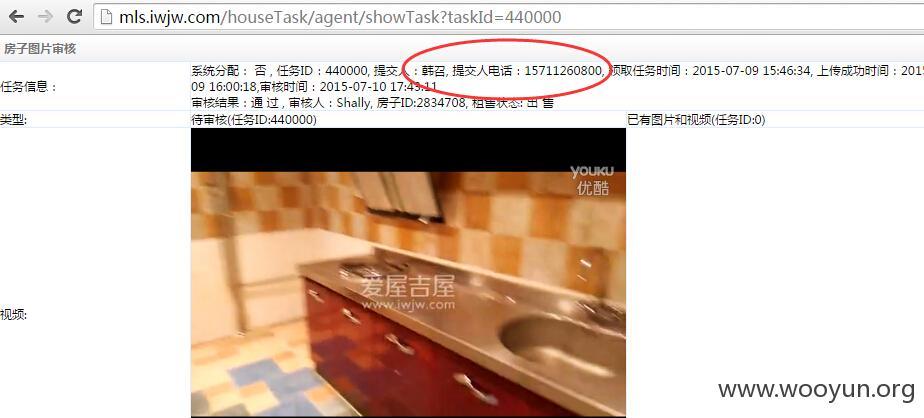 mls.iwjw.com/houseTask/agent/showTask?taskId=440000
房子图片审核
任务信息：
系统分配： 否 , 任务ID：440000, 提交人：韩召, 提交人电话：15711260800, 领取任务时间：2015-07-09 15:46:34, 上传成功时间：2015
09 16:00:18,审核时间：2015-07-10 17:43:11
审核结果：通 过 , 审核人：Shally, 房子ID:2834708, 租售状态: 出 售
类型:
待审核(任务ID:440000)
已有图片和视频(任务ID:0)
视频:
YOUKU
优酷
爱屋吉屋
www.iwjw.com
www.wooyun.org